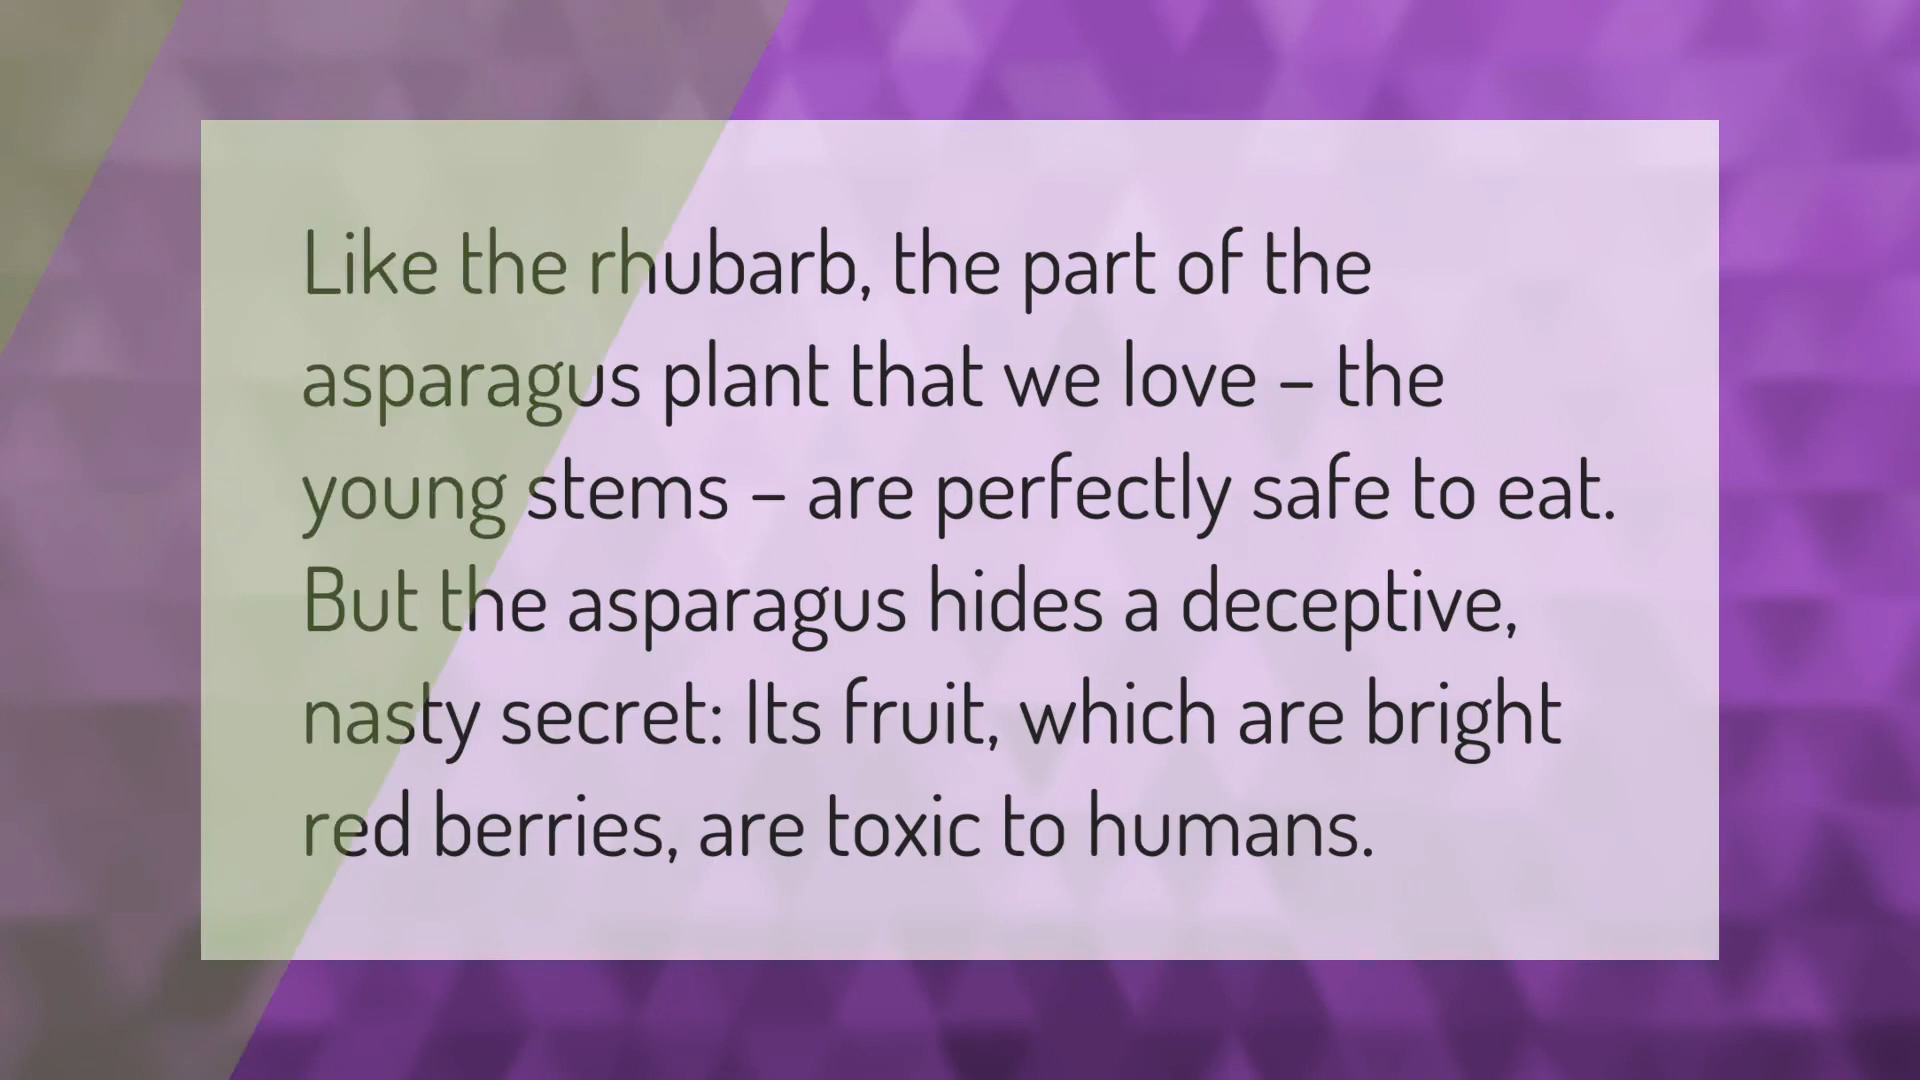 Like the rhubarb, the part of the
asparagus plant that we love – the
young stems – are perfectly safe to eat.
But the asparagus hides a deceptive,
nasty secret: Its fruit, which are bright
red berries, are toxic to humans.